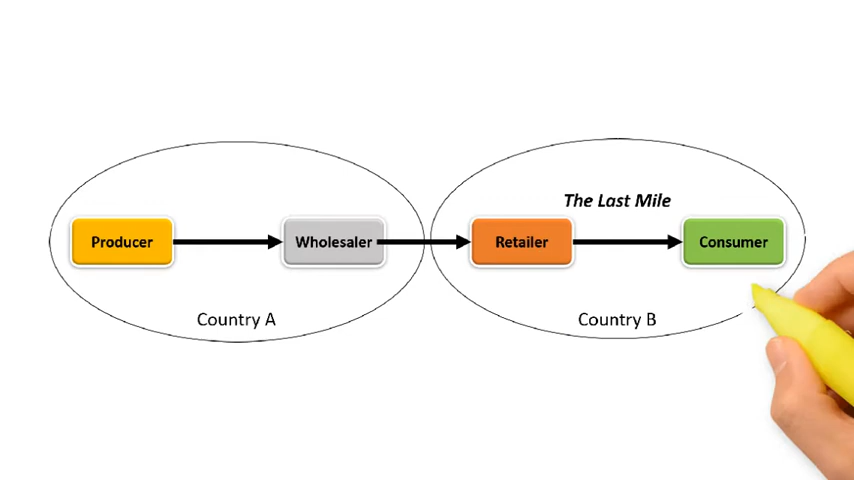 The Last Mile
Producer
Wholesaler
Retailer
Consumer
Country A
Country B